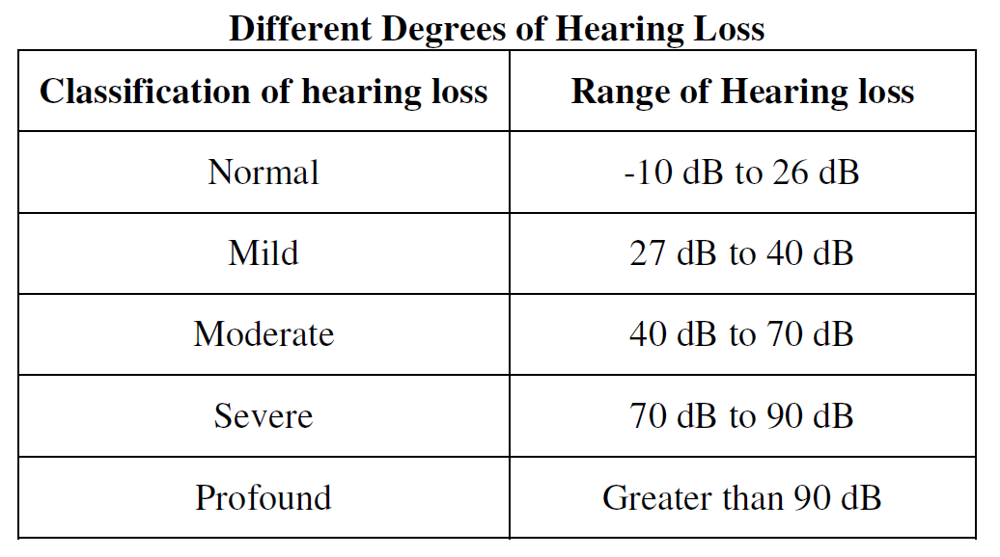 Different Degrees of Hearing Loss
Classification of hearing loss Range of Hearing loss
Normal -10 dB to 26 dB
Mild 27 dB to 40 dB
Moderate 40 dB to 70 dB
Severe 70 dB to 90 dB
Profound Greater than 90 dB